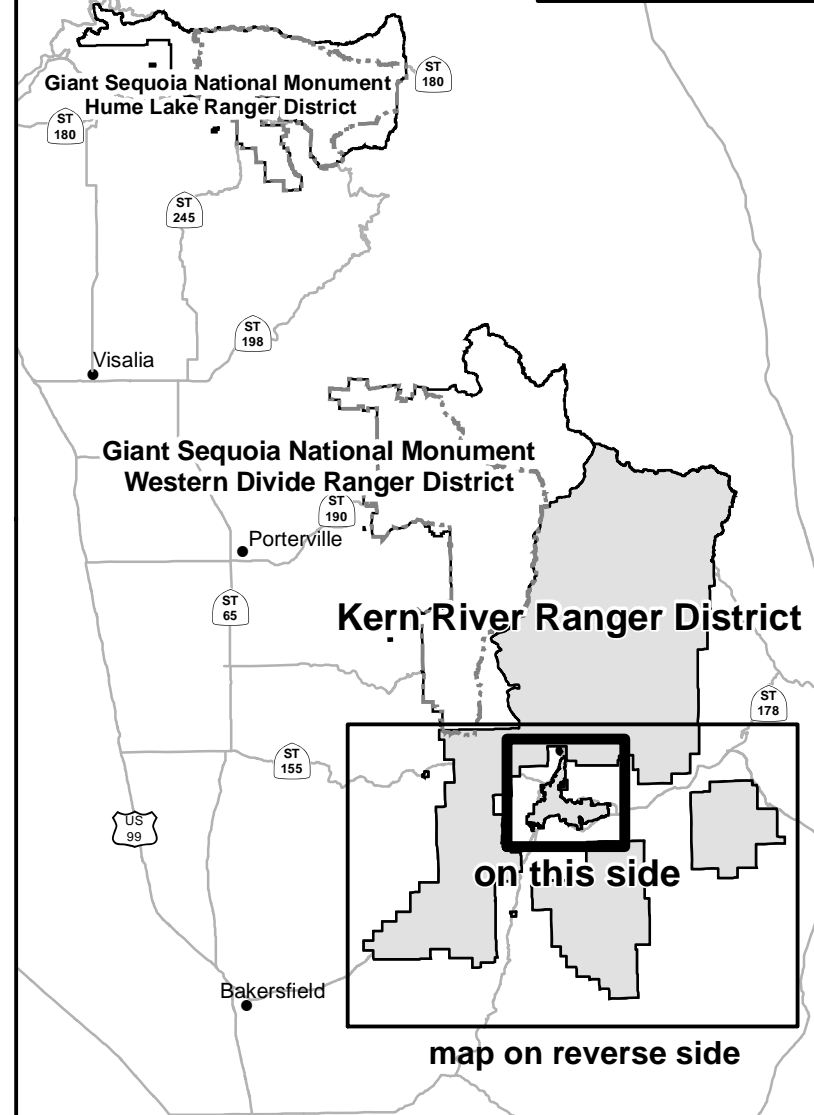 ST
180
Giant Sequoia National Monument
Hume Lake Ranger District
ST
180
ST
245
ST
198
Visalia
Giant Sequoia National Monument
Western Divide Ranger District
ST
190
Porterville
ST
65
Kern River Ranger District
ST
178
ST
155
US
99
on this side
Bakersfield
map on reverse side